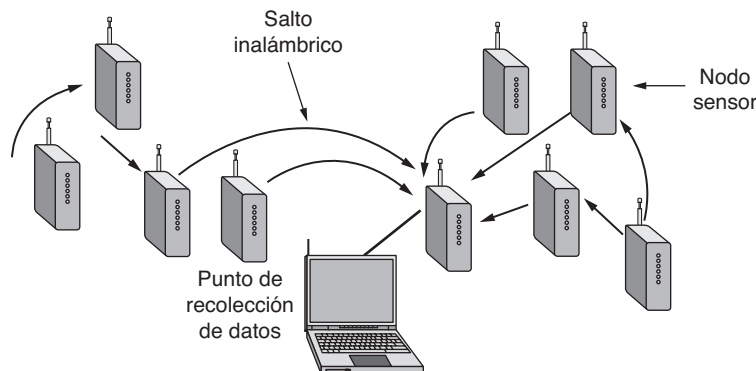 Salto
inalámbrico
Nodo
sensor
Punto de
recolección
de datos